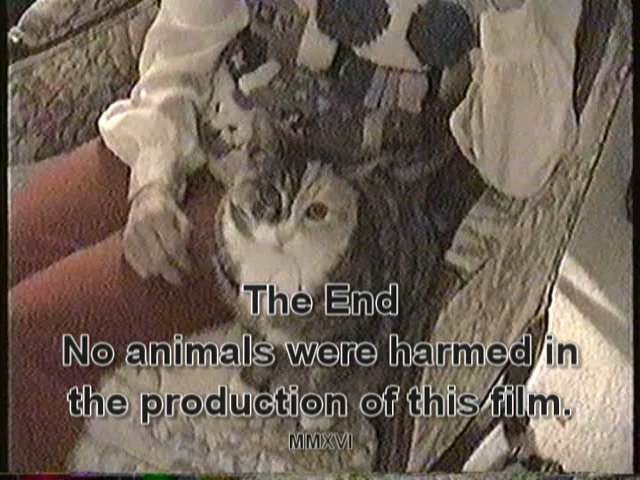 The End
No animals were harmed in
the production of this film.
MMXVI